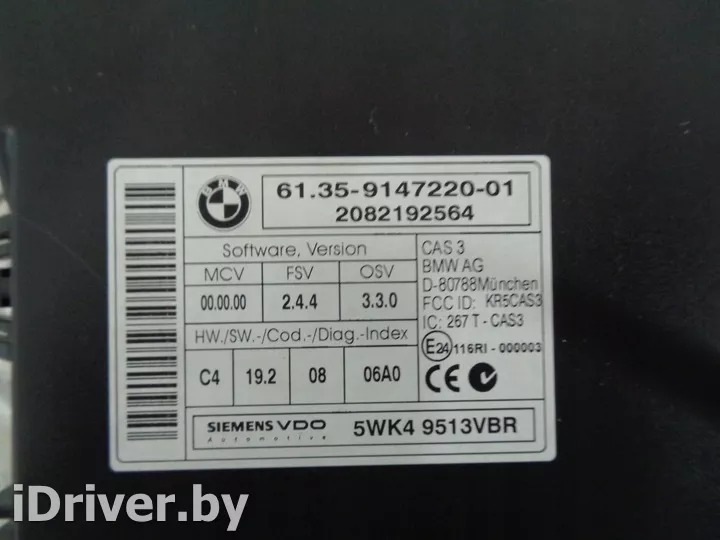 BMW
61.35-9147220-01
2082192564
Software, Version
MCV FSV OSV
00.00.00 2.4.4 3.3.0
HW./SW.-/Cod.-/Diag.-Index
C4 19.2 08 06A0
CAS 3
BMW AG
D-80788München
FCC ID: KR5CAS3
IC: 267 T-CAS3
E24 116RI-000003
CE N
SIEMENS VDO
Automotive
5WK4 9513VBR
iDriver.by